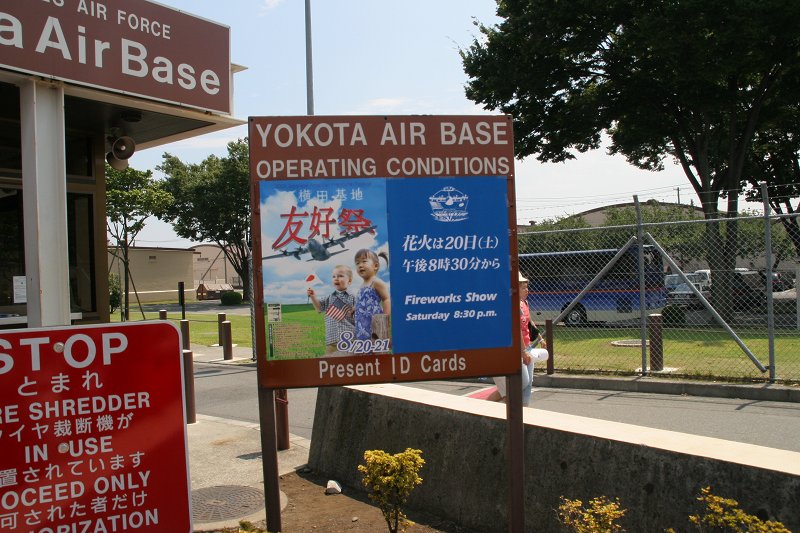 ES AIR FORCE
a Air Base
YOKOTA AIR BASE
OPERATING CONDITIONS
横田基地
友好祭
8/20-21
花火は20日(土)
午後8時30分から
Fireworks Show
Saturday 8:30 p.m.
Present ID Cards
STOP
とまれ
RE SHREDDER
イヤ裁断機が
IN USE
置されています
OCEED ONLY
可された者だけ
HORIZATION